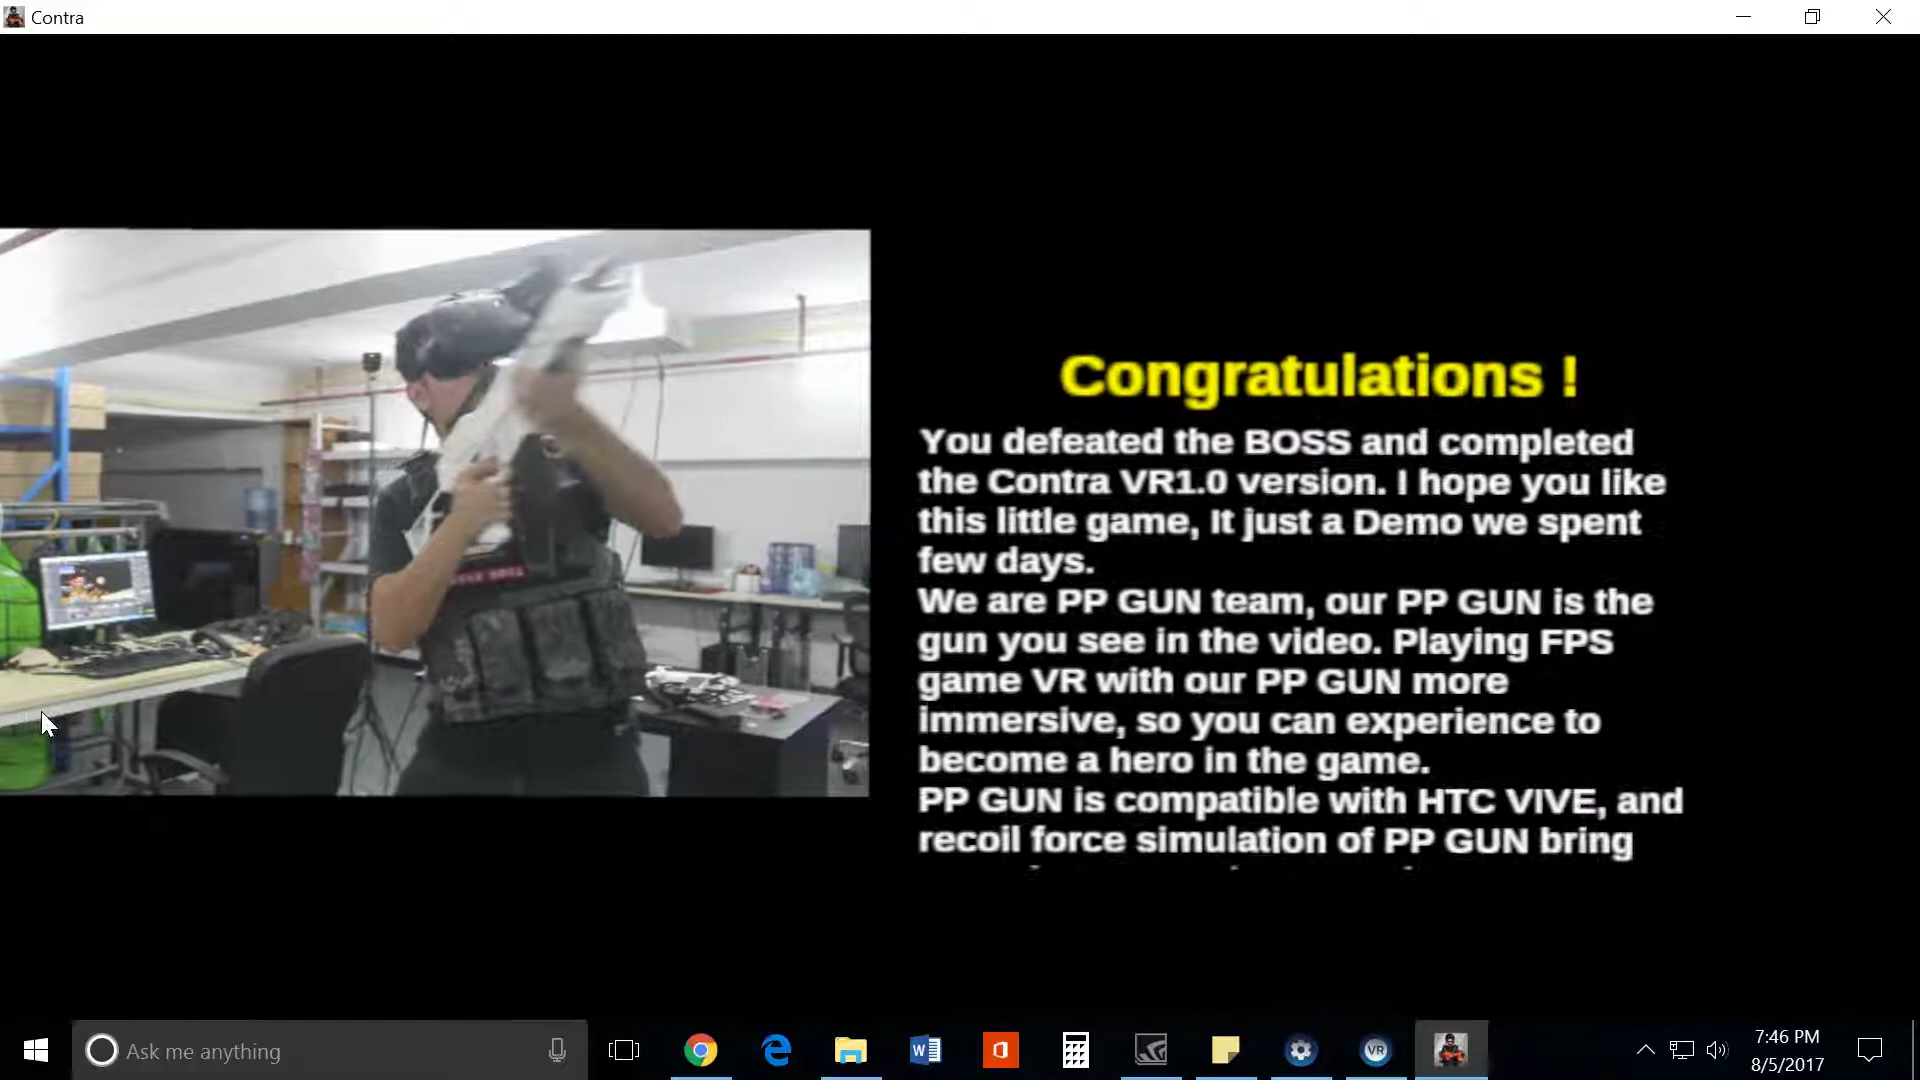 Contra
Congratulations !
You defeated the BOSS and completed
the Contra VR1.0 version. I hope you like
this little game, It just a Demo we spent
few days.
We are PP GUN team, our PP GUN is the
gun you see in the video. Playing FPS
game VR with our PP GUN more
immersive, so you can experience to
become a hero in the game.
PP GUN is compatible with HTC VIVE, and
recoil force simulation of PP GUN bring
Ask me anything
VR
7:46 PM
8/5/2017